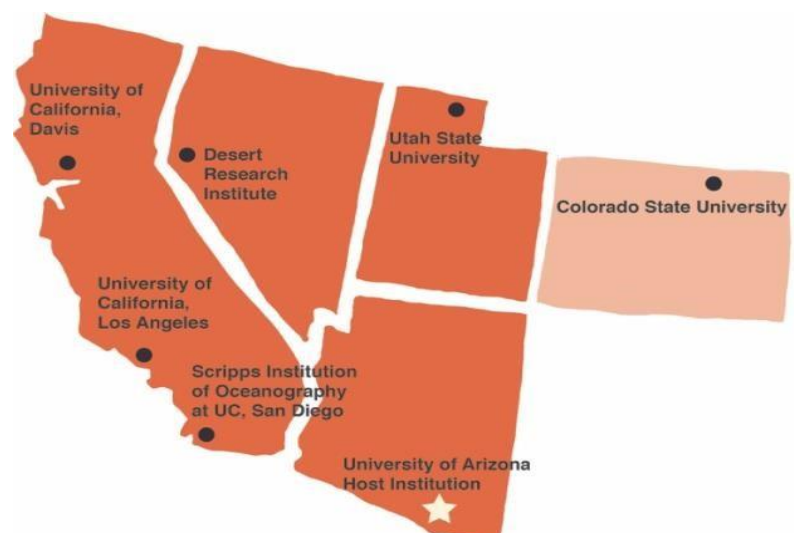 University of
California,
Davis
Desert
Research
Institute
Utah State
University
Colorado State University
University of
California,
Los Angeles
Scripps Institution
of Oceanography
at UC, San Diego
University of Arizona
Host Institution